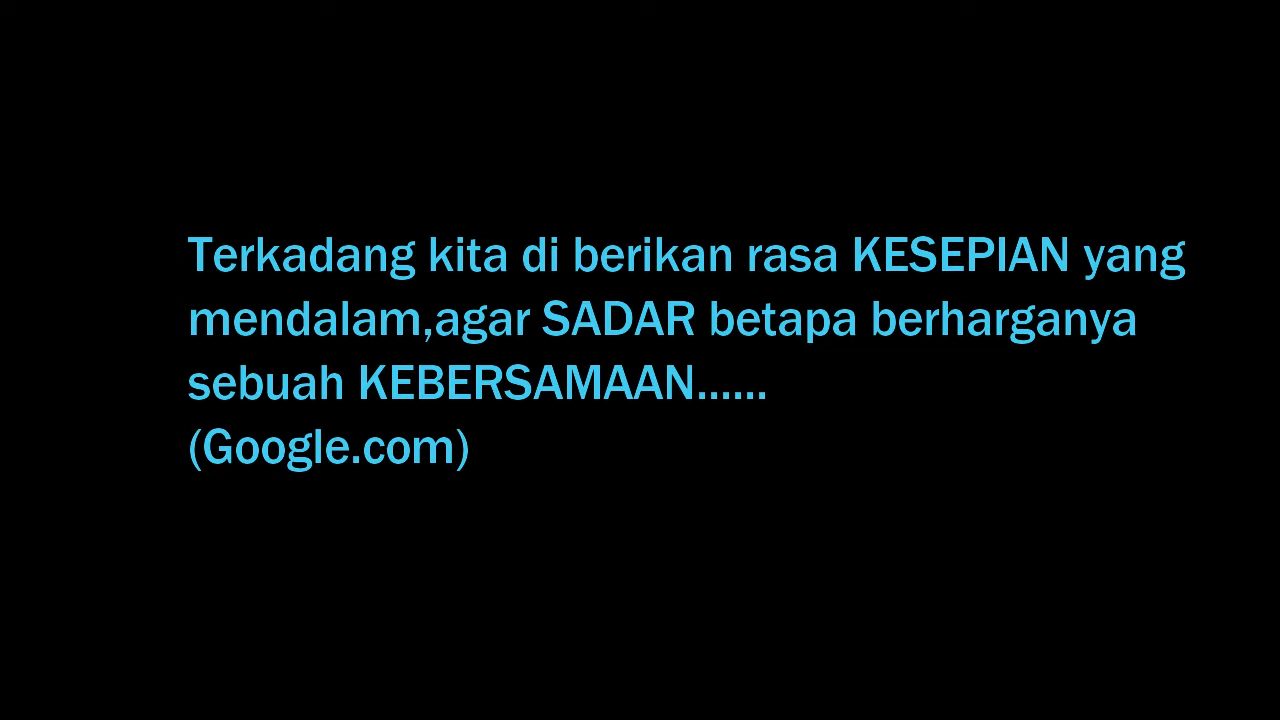 Terkadang kita di berikan rasa KESEPIAN yang
mendalam,agar SADAR betapa berharganya
sebuah KEBERSAMAAN......
(Google.com)